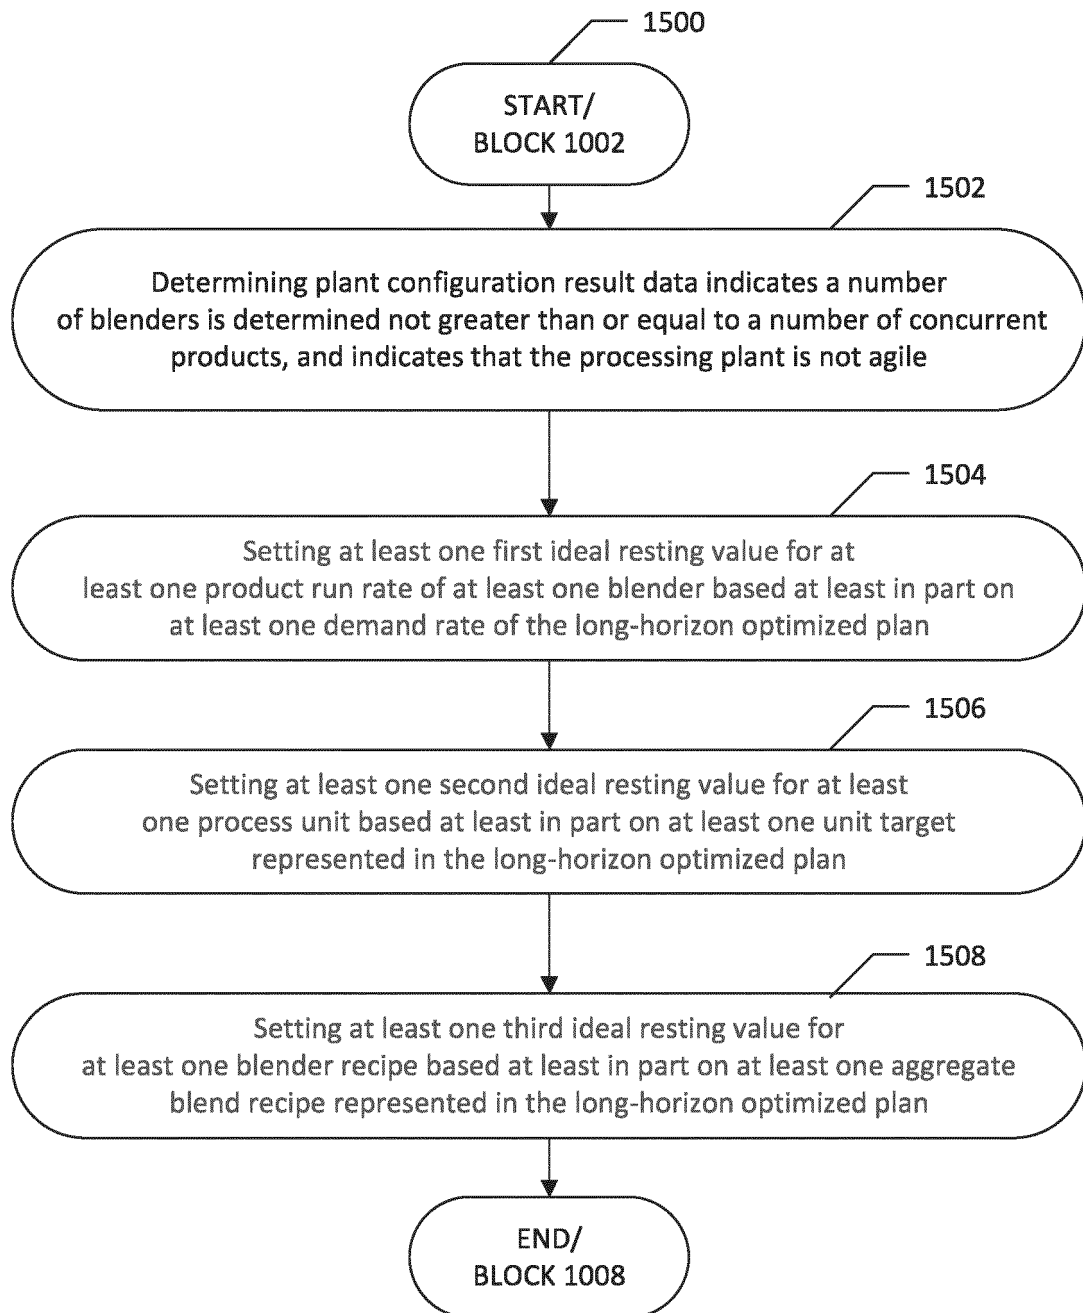 1500
START/
BLOCK 1002
1502
Determining plant configuration result data indicates a number
of blenders is determined not greater than or equal to a number of concurrent
products, and indicates that the processing plant is not agile
1504
Setting at least one first ideal resting value for at
least one product run rate of at least one blender based at least in part on
at least one demand rate of the long-horizon optimized plan
1506
Setting at least one second ideal resting value for at least
one process unit based at least in part on at least one unit target
represented in the long-horizon optimized plan
1508
Setting at least one third ideal resting value for
at least one blender recipe based at least in part on at least one aggregate
blend recipe represented in the long-horizon optimized plan
END/
BLOCK 1008